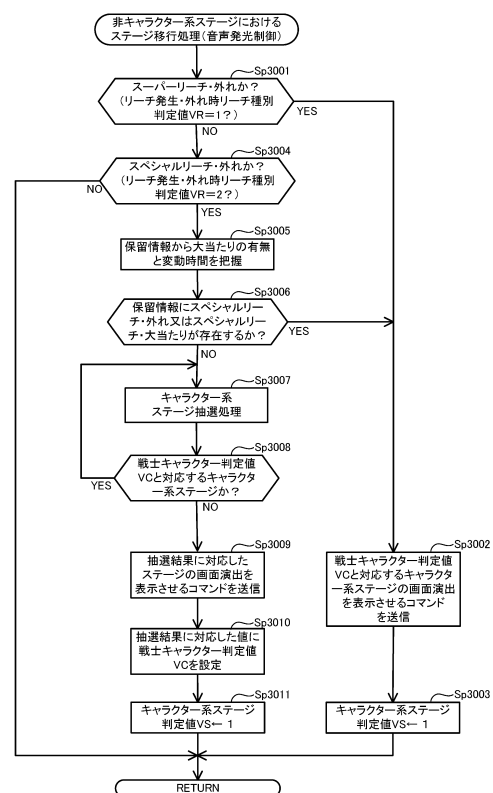 非キャラクター系ステージにおける
ステージ移行処理(音声発光制御)
Sp3001
スーパーリーチ・外れか?
(リーチ発生・外れ時リーチ種別
判定値VR=1?)
YES
NO
Sp3004
スペシャルリーチ・外れか?
(リーチ発生・外れ時リーチ種別
判定値VR=2?)
NO
YES
Sp3005
保留情報から大当たりの有無
と変動時間を把握
Sp3006
保留情報にスペシャルリー
チ・外れ又はスペシャルリー
チ・大当たりが存在するか?
YES
NO
Sp3007
キャラクター系
ステージ抽選処理
Sp3008
戦士キャラクター判定値
VCと対応するキャラクタ
ー系ステージか?
YES
NO
Sp3009
抽選結果に対応した
ステージの画面演出を
表示させるコマンドを送信
Sp3002
戦士キャラクター判定値
VCと対応するキャラクタ
ー系ステージの画面演出
を表示させるコマンド
を送信
Sp3010
抽選結果に対応した値に
戦士キャラクター判定値
VCを設定
Sp3011
キャラクター系ステージ
判定値VS← 1
Sp3003
キャラクター系ステージ
判定値VS← 1
RETURN